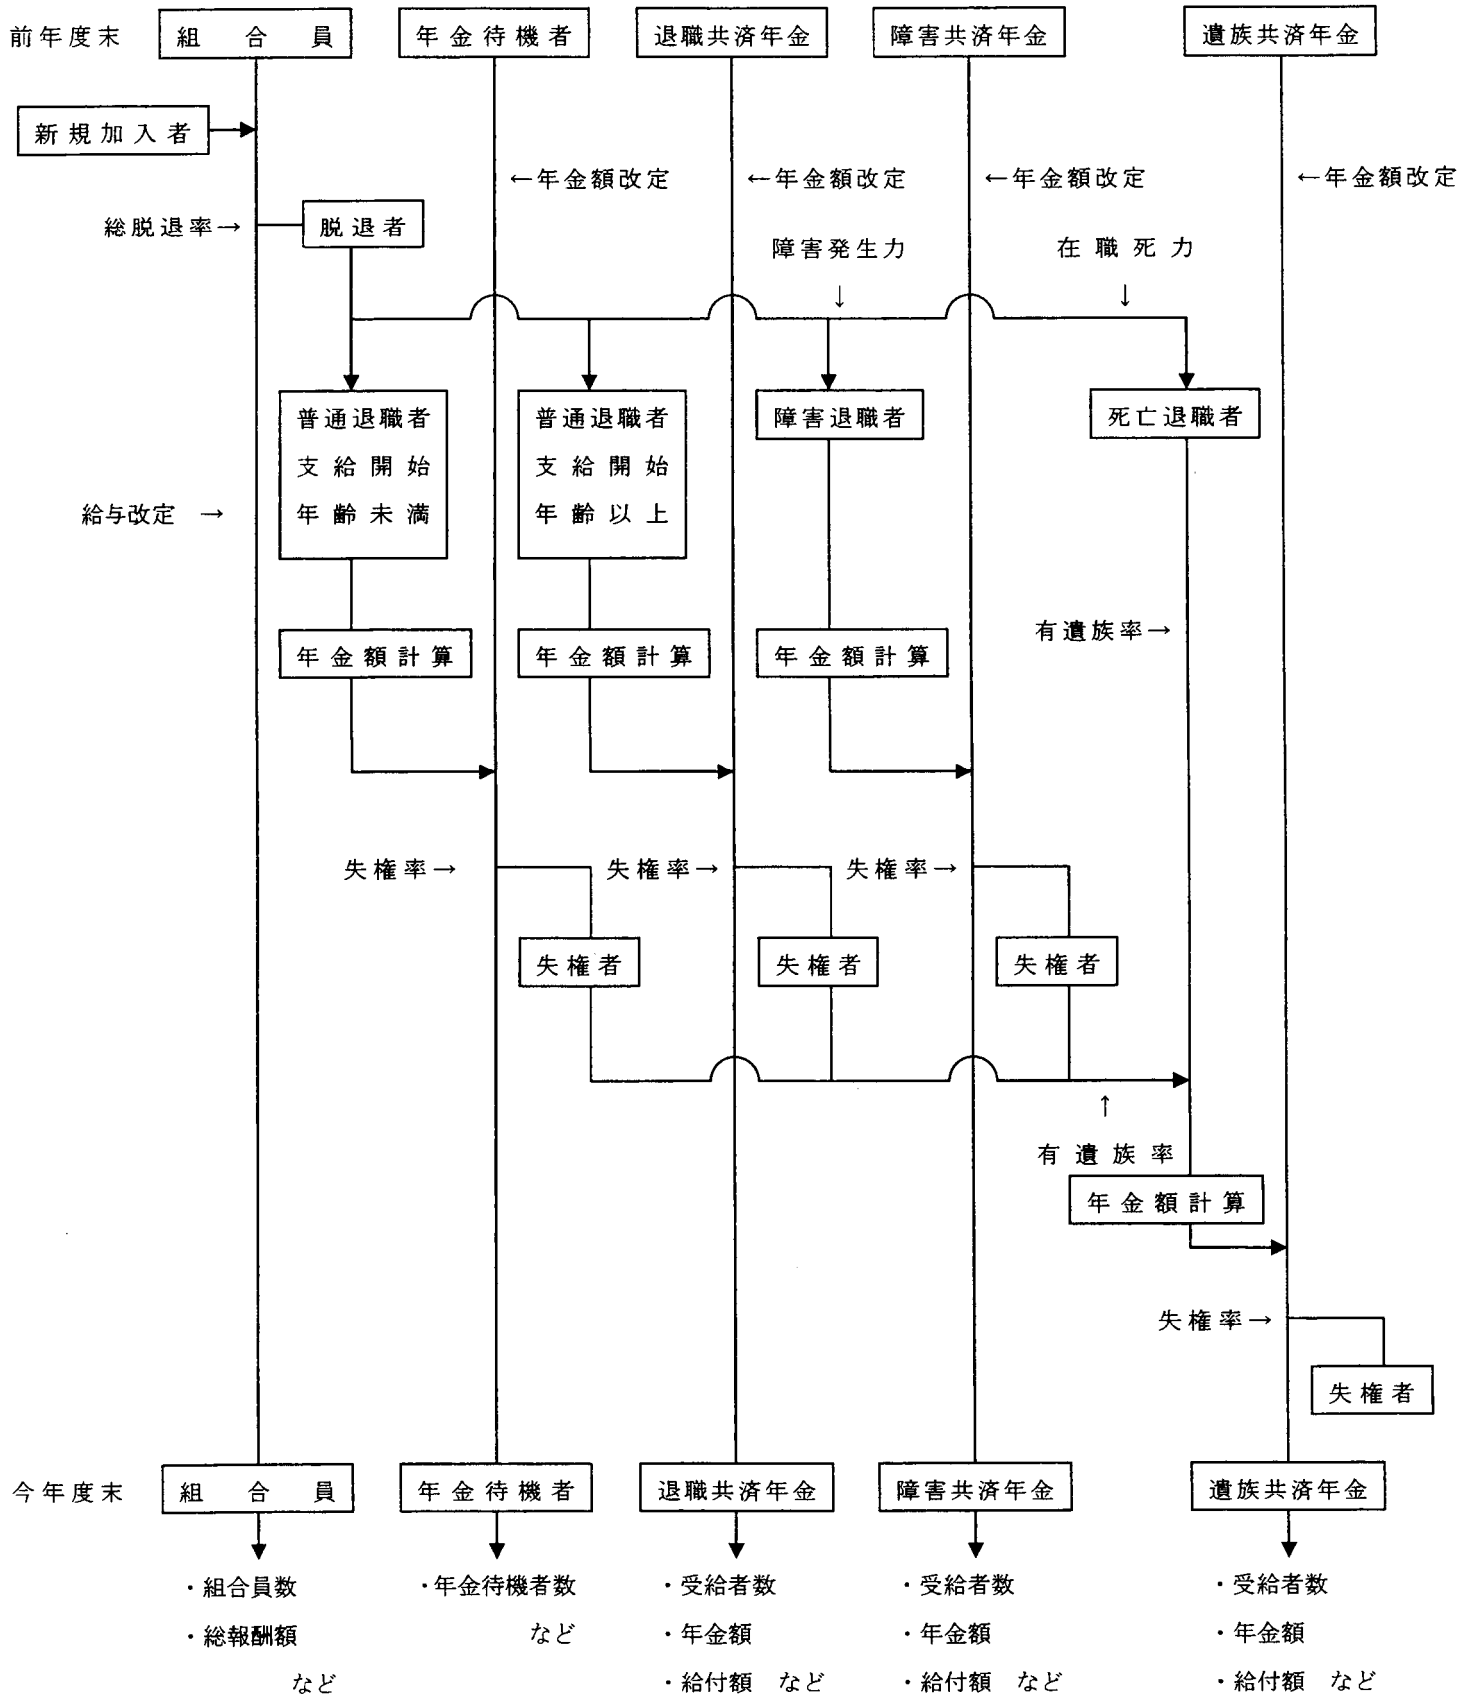 前年度末 組合員 年金待機者 退職共済年金 障害共済年金 遺族共済年金
新規加入者
←年金額改定 ←年金額改定 ←年金額改定 ←年金額改定
総脱退率→ 脱退者
障害発生力 在職死力
↓ ↓
普通退職者 普通退職者 障害退職者 死亡退職者
支給開始 支給開始
給与改定 → 年齢未満 年齢以上
有遺族率→
年金額計算 年金額計算 年金額計算
失権率→ 失権率→ 失権率→
失権者 失権者 失権者
↑
有遺族率
年金額計算
失権率→
失権者
今年度末 組合員 年金待機者 退職共済年金 障害共済年金 遺族共済年金
・組合員数 ・年金待機者数 ・受給者数 ・受給者数 ・受給者数
・総報酬額 など ・年金額 ・年金額 ・年金額
など ・給付額 など ・給付額 など ・給付額 など